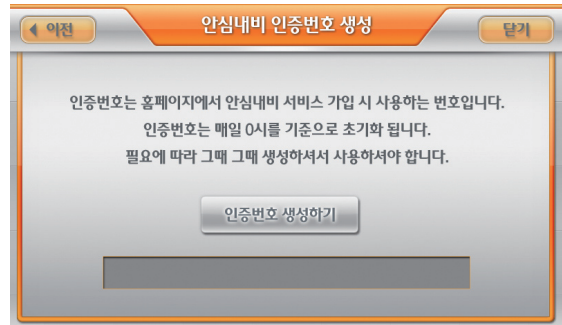 이전
안심내비 인증번호 생성
닫기
인증번호는 홈페이지에서 안심내비 서비스 가입 시 사용하는 번호입니다.
인증번호는 매일 0시를 기준으로 초기화 됩니다.
필요에 따라 그때 그때 생성하셔서 사용하셔야 합니다.
인증번호 생성하기